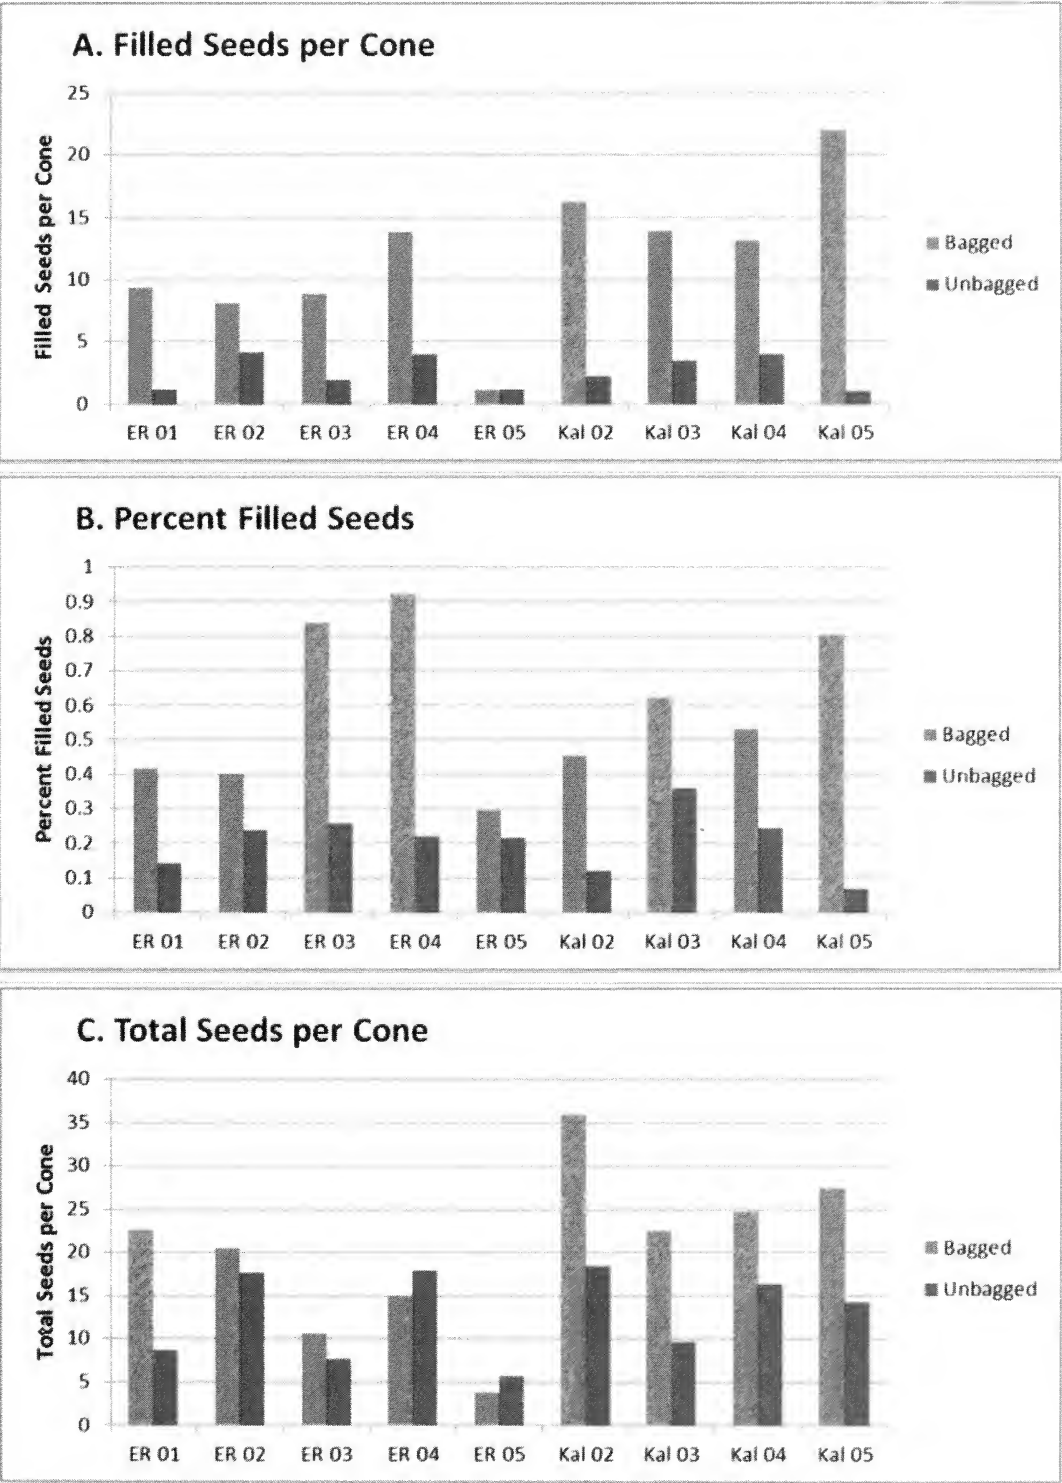 A. Filled Seeds per Cone
Filled Seeds per Cone
25
20
15
10
5
0
ER 01 ER 02 ER 03 ER 04 ER 05 Kal 02 Kal 03 Kal 04 Kal 05
Bagged
Unbagged
B. Percent Filled Seeds
Percent Filled Seeds
1
0.9
0.8
0.7
0.6
0.5
0.4
0.3
0.2
0.1
0
ER 01 ER 02 ER 03 ER 04 ER 05 Kal 02 Kal 03 Kal 04 Kal 05
Bagged
Unbagged
C. Total Seeds per Cone
Total Seeds per Cone
40
35
30
25
20
15
10
5
0
ER 01 ER 02 ER 03 ER 04 ER 05 Kal 02 Kal 03 Kal 04 Kal 05
Bagged
Unbagged